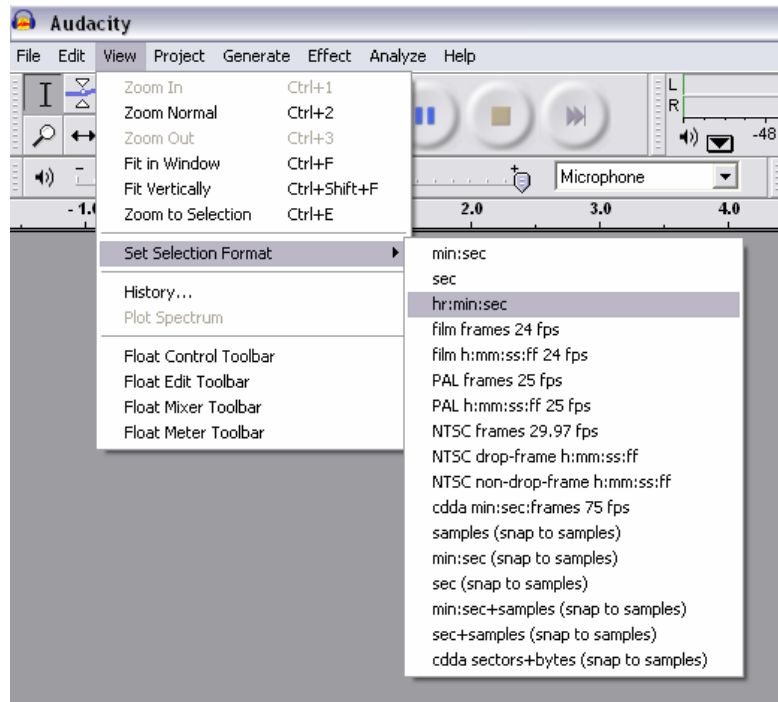 Audacity
File Edit View Project Generate Effect Analyze Help
Zoom In Ctrl+1
Zoom Normal Ctrl+2
Zoom Out Ctrl+3
Fit in Window Ctrl+F
Fit Vertically Ctrl+Shift+F
Zoom to Selection Ctrl+E
Set Selection Format
History...
Plot Spectrum
Float Control Toolbar
Float Edit Toolbar
Float Mixer Toolbar
Float Meter Toolbar
L
R
-48
Microphone
2.0 3.0 4.0
min:sec
sec
hr:min:sec
film frames 24 fps
film h:mm:ss:ff 24 fps
PAL frames 25 fps
PAL h:mm:ss:ff 25 fps
NTSC frames 29.97 fps
NTSC drop-frame h:mm:ss:ff
NTSC non-drop-frame h:mm:ss:ff
cdda min:sec:frames 75 fps
samples (snap to samples)
min:sec (snap to samples)
sec (snap to samples)
min:sec+samples (snap to samples)
sec+samples (snap to samples)
cdda sectors+bytes (snap to samples)